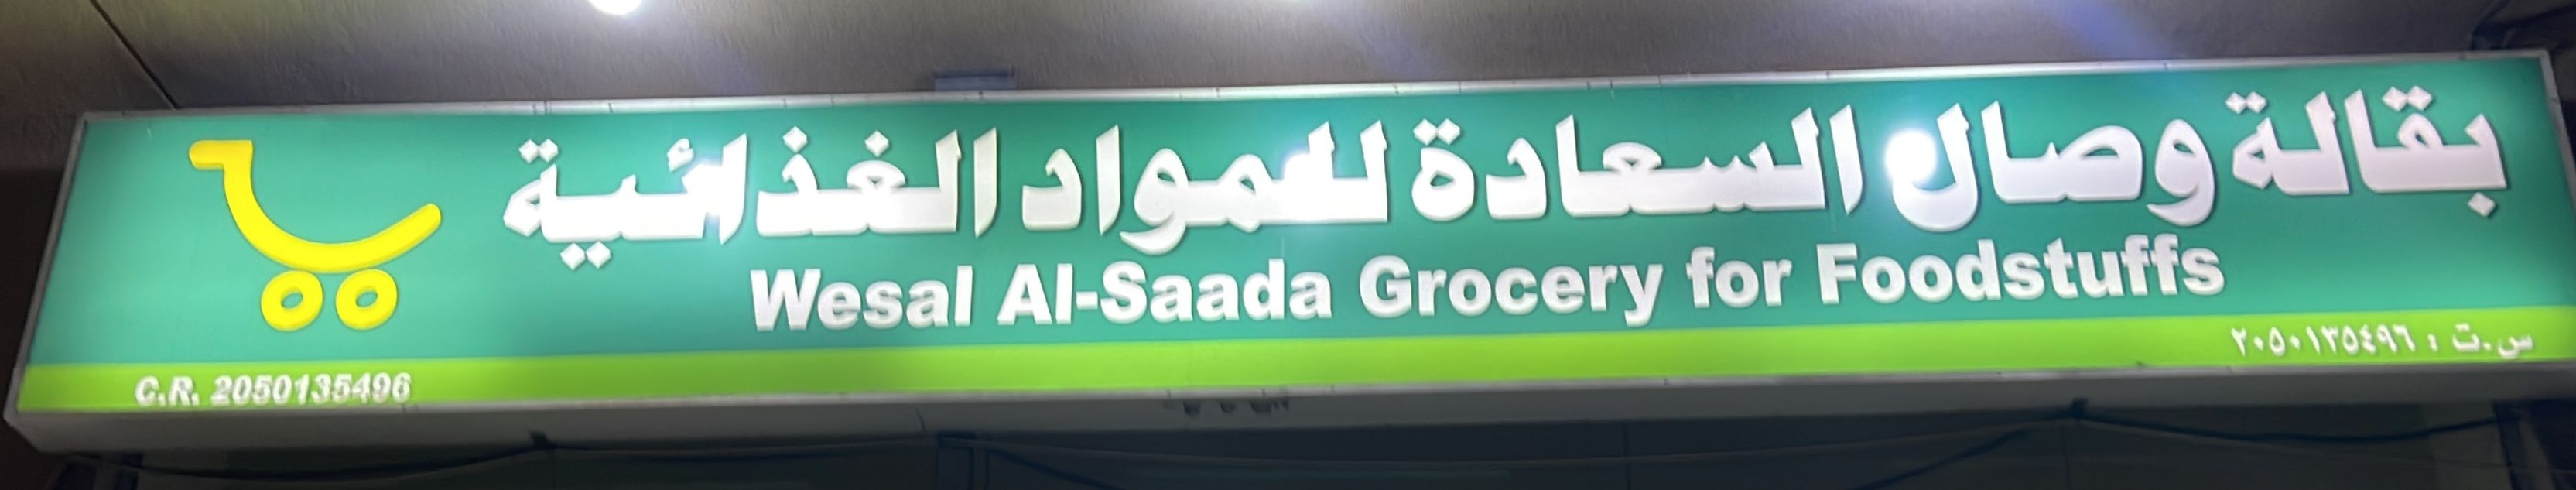 بقالة وصال السعادة للمواد الغذائية
Wesal Al-Saada Grocery for Foodstuffs
س.ت : ٢٠٥٠١٣٥٤٩٦
C.R. 2050135496